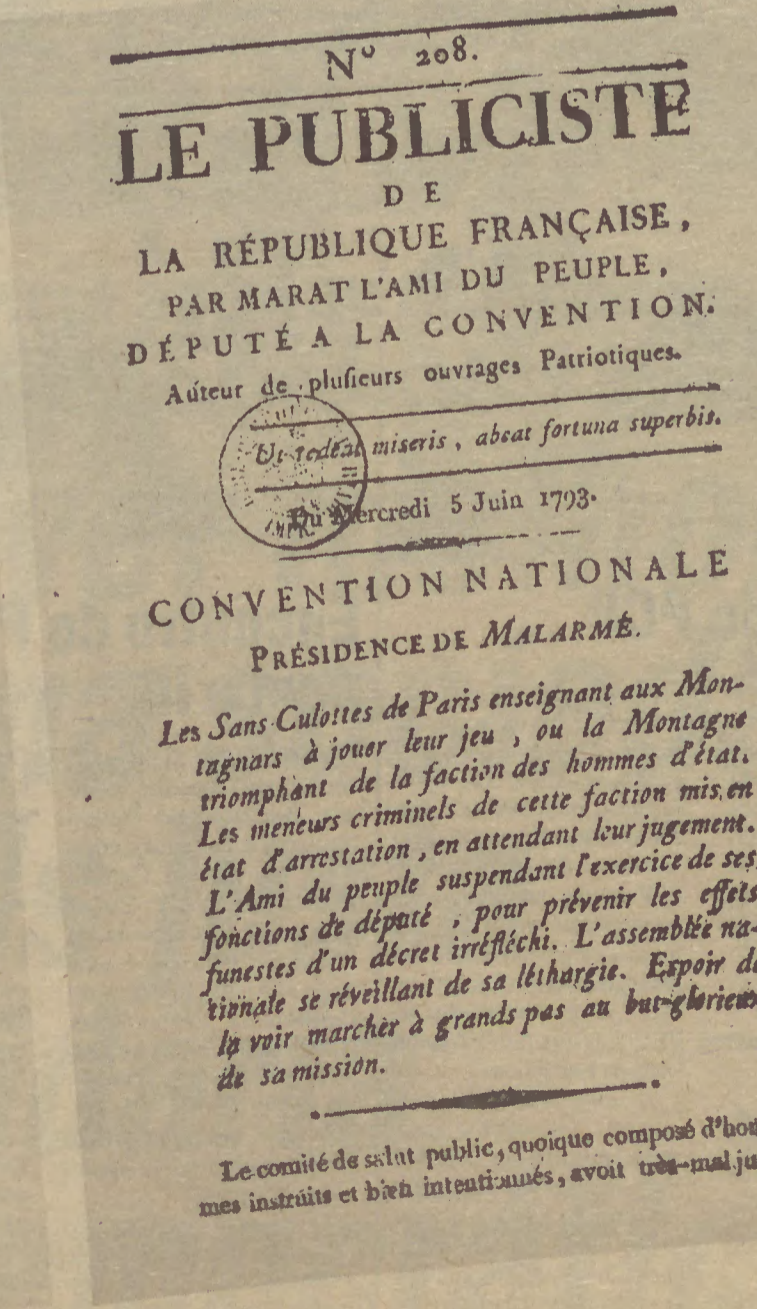 Nº 208.
LE PUBLICISTE
DE
LA RÉPUBLIQUE FRANÇAISE,
PAR MARAT L'AMI DU PEUPLE,
DÉPUTÉ A LA CONVENTION.
Auteur de plusieurs ouvrages Patriotiques.
Ut redeat miseris, abeat fortuna superbis.
Du Mercredi 5 Juin 1793.
CONVENTION NATIONALE
PRÉSIDENCE DE MALARMÉ.
Les Sans-Culottes de Paris enseignant aux Mon-
tagnards à jouer leur jeu, ou la Montagne
triomphant de la faction des hommes d'état.
Les meneurs criminels de cette faction mis en
état d'arrestation, en attendant leur jugement.
L'Ami du peuple suspendant l'exercice de ses
fonctions de député, pour prévenir les effets
funestes d'un décret irréfléchi. L'assemblée na-
tionale se réveillant de sa léthargie. Espoir de
la voir marcher à grands pas au but glorieux
de sa mission.
Le comité de salut public, quoique composé d'hom
mes instruits et bien intentionnés, avoit très-mal ju